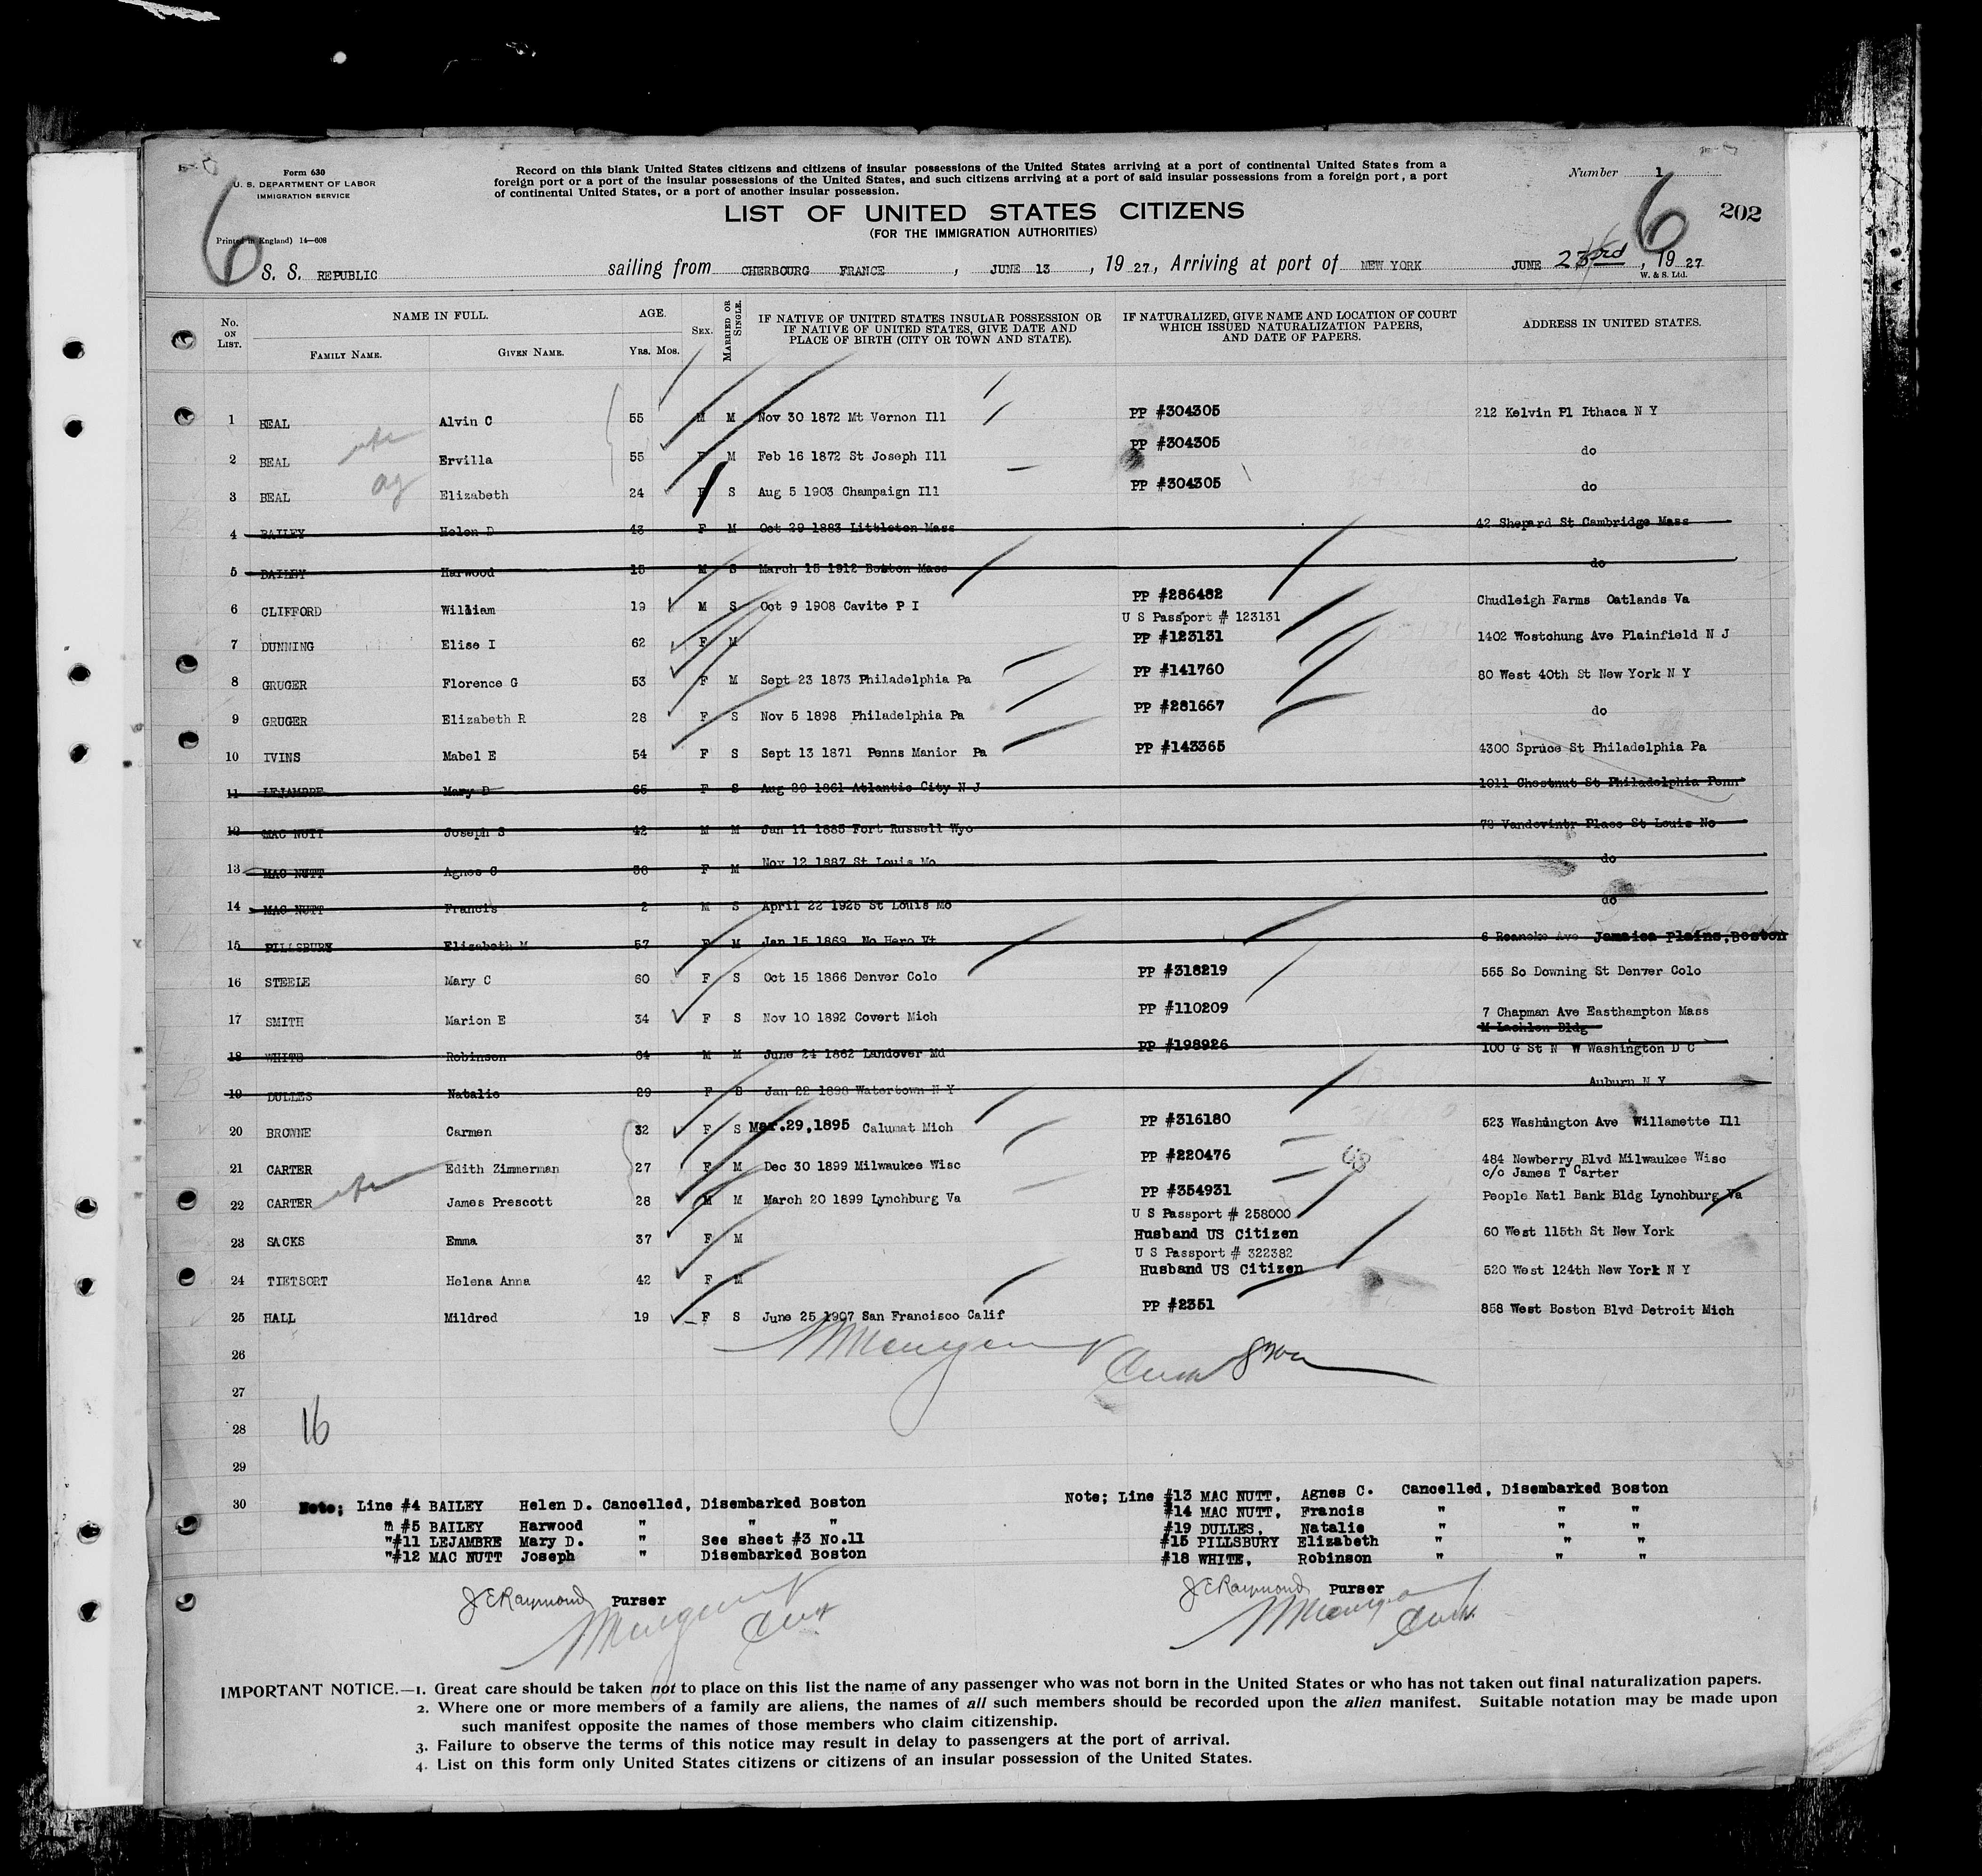 Form 630
U. S. DEPARTMENT OF LABOR
IMMIGRATION SERVICE
Printed in England) 14—608
Record on this blank United States citizens and citizens of insular possessions of the United States arriving at a port of continental United States from a
foreign port or a port of the insular possessions of the United States, and such citizens arriving at a port of said insular possessions from a foreign port, a port
of continental United States, or a port of another insular possession.
Number 1
6
6
202
LIST OF UNITED STATES CITIZENS
(FOR THE IMMIGRATION AUTHORITIES)
S. S. REPUBLIC sailing from CHERBOURG FRANCE, JUNE 13, 1927, Arriving at port of NEW YORK JUNE 23rd, 1927
W. & S. Ltd.
No. ON LIST. NAME IN FULL. FAMILY NAME. GIVEN NAME. AGE. Yrs. Mos. SEX. MARRIED OR SINGLE. IF NATIVE OF UNITED STATES INSULAR POSSESSION OR IF NATIVE OF UNITED STATES, GIVE DATE AND PLACE OF BIRTH (CITY OR TOWN AND STATE). IF NATURALIZED, GIVE NAME AND LOCATION OF COURT WHICH ISSUED NATURALIZATION PAPERS, AND DATE OF PAPERS. ADDRESS IN UNITED STATES.
1 BEAL Alvin C 55 M M Nov 30 1872 Mt Vernon Ill PP #304305 212 Kelvin Pl Ithaca N Y
2 BEAL Ervilla 55 F M Feb 16 1872 St Joseph Ill PP #304305 do
3 BEAL Elizabeth 24 F S Aug 5 1903 Champaign Ill PP #304305 do
4 BAILEY Helen D 43 F M Oct 29 1883 Littleton Mass 42 Shepard St Cambridge Mass
5 BAILEY Harwood 15 M S March 15 1912 Boston Mass do
6 CLIFFORD William 19 M S Oct 9 1908 Cavite P I PP #286482 Chudleigh Farms Oatlands Va
U S Passport # 123131
7 DUNNING Elise I 62 F M PP #123131 1402 Wostchung Ave Plainfield N J
8 GRUGER Florence G 53 F M Sept 23 1873 Philadelphia Pa PP #141760 80 West 40th St New York N Y
9 GRUGER Elizabeth R 28 F S Nov 5 1898 Philadelphia Pa PP #281667 do
10 IVINS Mabel E 54 F S Sept 13 1871 Penns Manior Pa PP #143365 4300 Spruce St Philadelphia Pa
11 LEJAMBRE Mary D 65 F S Aug 29 1861 Atlantic City N J 1011 Chestnut St Philadelphia Penn
12 MAC NUTT Joseph S 42 M M Jan 11 1885 Fort Russell Wyo 73 Vandevintr Place St Louis No
13 MAC NUTT Agnes C 38 F M Nov 12 1887 St Louis Mo do
14 MAC NUTT Francis 2 M S April 22 1925 St Louis Mo do
15 PILLSBURY Elizabeth M 57 F M Jan 15 1869 No Hero Vt 6 Roanoke Ave Jamaica Plains, Boston
16 STEELE Mary C 60 F S Oct 15 1866 Denver Colo PP #318219 555 So Downing St Denver Colo
17 SMITH Marion E 34 F S Nov 10 1892 Covert Mich PP #110209 7 Chapman Ave Easthampton Mass
M Lachlen Bldg
18 WHITE Robinson 64 M M June 24 1862 Landover Md PP #198926 100 G St N W Washington D C
19 DULLES Natalie 29 F S Jan 22 1898 Watertown N Y Auburn N Y
20 BROWNE Carmen 32 F S Mar.29,1895 Calumat Mich PP #316180 523 Washington Ave Willamette Ill
21 CARTER Edith Zimmerman 27 F M Dec 30 1899 Milwaukee Wisc PP #220476 484 Newberry Blvd Milwaukee Wisc
c/o James T Carter
22 CARTER James Prescott 28 M M March 20 1899 Lynchburg Va PP #354931 People Natl Bank Bldg Lynchburg Va
U S Passport # 258000
23 SACKS Emma 37 F M Husband US Citizen 60 West 115th St New York
U S Passport # 322382
24 TIETSORT Helena Anna 42 F M Husband US Citizen 520 West 124th New York N Y
25 HALL Mildred 19 F S June 25 1907 San Francisco Calif PP #2351 858 West Boston Blvd Detroit Mich
26
27
28
16
29
30
Note; Line #4 BAILEY Helen D. Cancelled, Disembarked Boston
" #5 BAILEY Harwood " " "
"#11 LEJAMBRE Mary D. " See sheet #3 No.11
"#12 MAC NUTT Joseph " Disembarked Boston
J E Raymond Purser
Note; Line #13 MAC NUTT, Agnes C. Cancelled, Disembarked Boston
#14 MAC NUTT, Francis " " "
#19 DULLES, Natalie " " "
#15 PILLSBURY Elizabeth " " "
#18 WHITE, Robinson " " "
J E Raymond Purser
IMPORTANT NOTICE.—1. Great care should be taken not to place on this list the name of any passenger who was not born in the United States or who has not taken out final naturalization papers.
2. Where one or more members of a family are aliens, the names of all such members should be recorded upon the alien manifest. Suitable notation may be made upon
such manifest opposite the names of those members who claim citizenship.
3. Failure to observe the terms of this notice may result in delay to passengers at the port of arrival.
4. List on this form only United States citizens or citizens of an insular possession of the United States.